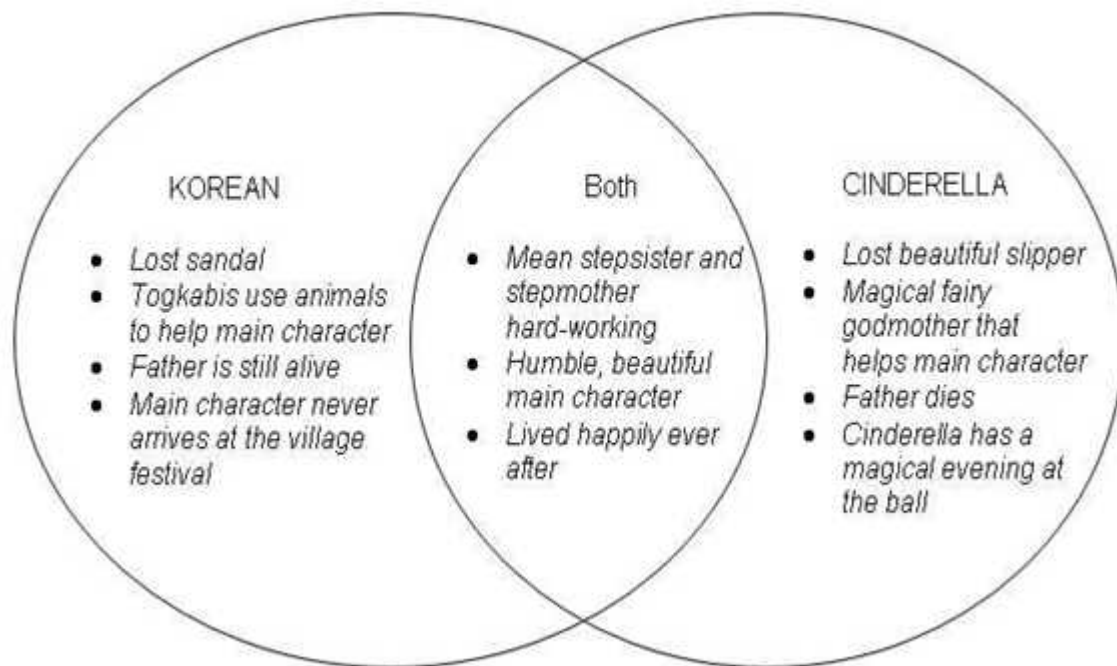 KOREAN
• Lost sandal
• Togkabis use animals
to help main character
• Father is still alive
• Main character never
arrives at the village
festival
Both
• Mean stepsister and
stepmother
hard-working
• Humble, beautiful
main character
• Lived happily ever
after
CINDERELLA
• Lost beautiful slipper
• Magical fairy
godmother that
helps main character
• Father dies
• Cinderella has a
magical evening at
the ball